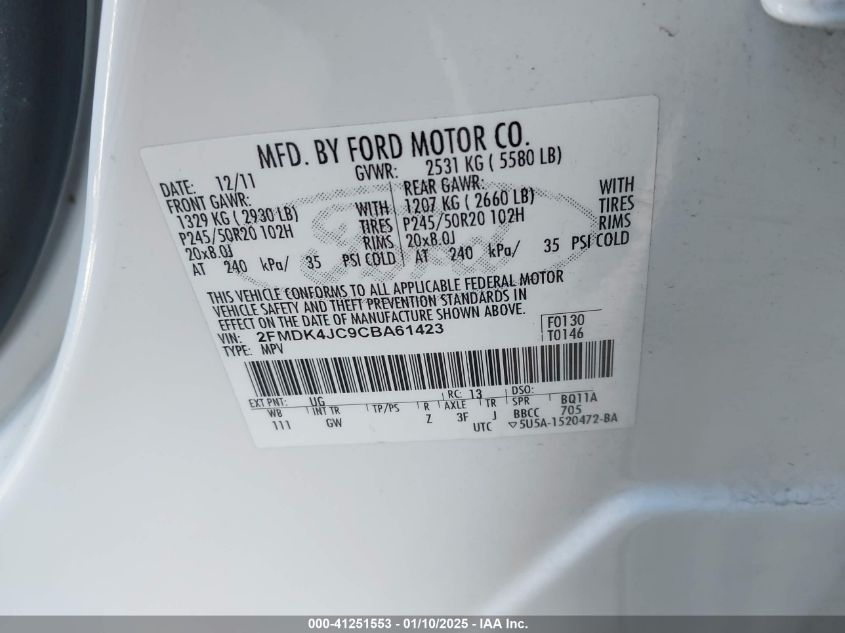 MFD. BY FORD MOTOR CO.
DATE: 12/11 GVWR: 2531 KG ( 5580 LB)
FRONT GAWR: REAR GAWR:
1329 KG ( 2930 LB) WITH 1207 KG ( 2660 LB) WITH
P245/50R20 102H TIRES P245/50R20 102H TIRES
20x8.0J RIMS 20x8.0J RIMS
AT 240 kPa/ 35 PSI COLD AT 240 kPa/ 35 PSI COLD
Ford
THIS VEHICLE CONFORMS TO ALL APPLICABLE FEDERAL MOTOR
VEHICLE SAFETY AND THEFT PREVENTION STANDARDS IN
EFFECT ON THE DATE OF MANUFACTURE SHOWN ABOVE.
VIN: 2FMDK4JC9CBA61423 F0130
TYPE: MPV T0146
EXT PNT: UG RC: 13 DSO:
WB INT TR TP/PS R AXLE TR SPR BQ11A
111 GW Z 3F J BBCC 705
UTC ▽5U5A-1520472-BA
000-41251553 - 01/10/2025 - IAA Inc.